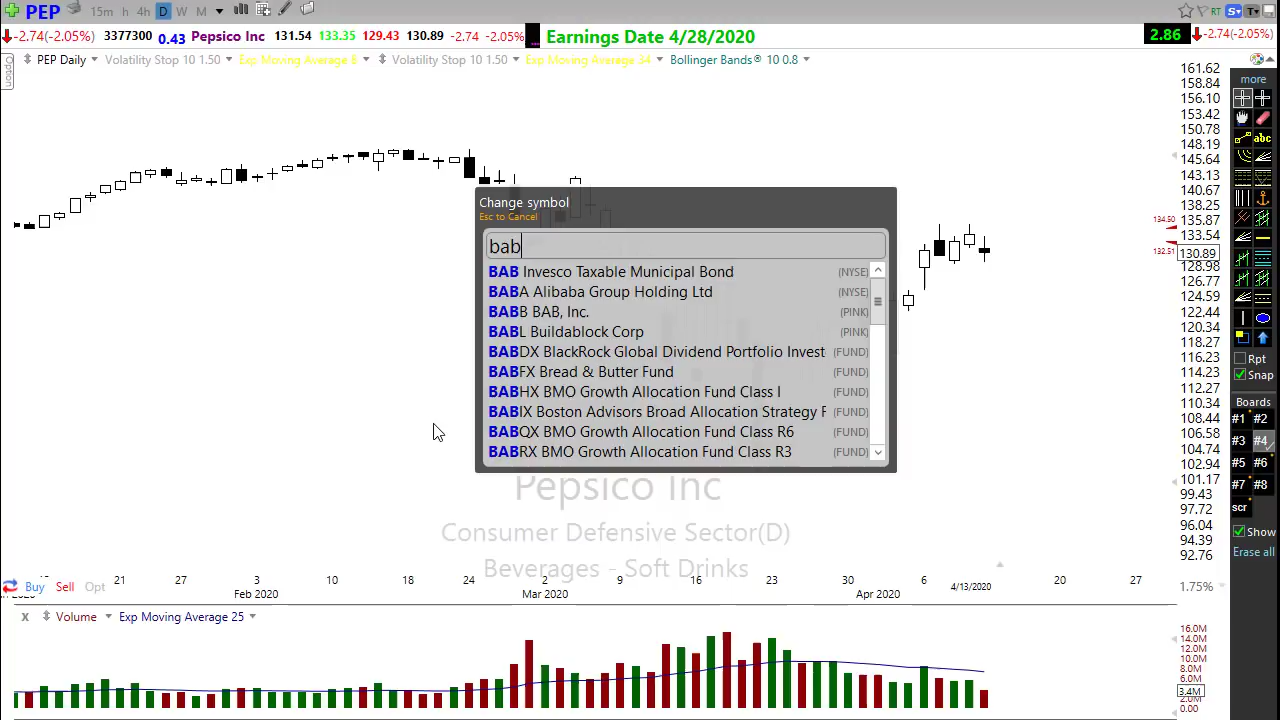 PEP 15m h 4h D W M RT S T
-2.74(-2.05%) 3377300 0.43 Pepsico Inc 131.54 133.35 129.43 130.89 -2.74 -2.05% Earnings Date 4/28/2020 2.86 -2.74(-2.05%)
Option PEP Daily Volatility Stop 10 1.50 Exp Moving Average 8 Volatility Stop 10 1.50 Exp Moving Average 34 Bollinger Bands® 10 0.8
161.62
158.84
156.10
153.42
150.78
148.19
145.64
143.13
140.67
138.25
135.87
134.50
133.54
132.51
130.89
128.98
126.77
124.59
122.44
120.34
118.27
116.23
114.23
112.27
110.34
108.44
106.58
104.74
102.94
101.17
99.43
97.72
96.04
94.39
92.76
1.75%
more
abc
Rpt
Snap
Boards
#1 #2
#3 #4
#5 #6
#7 #8
scr
Show
Erase all
Change symbol
Esc to Cancel
bab
BAB Invesco Taxable Municipal Bond (NYSE)
BABA Alibaba Group Holding Ltd (NYSE)
BABB BAB, Inc. (PINK)
BABL Buildablock Corp (PINK)
BABDX BlackRock Global Dividend Portfolio Invest (FUND)
BABFX Bread & Butter Fund (FUND)
BABHX BMO Growth Allocation Fund Class I (FUND)
BABIX Boston Advisors Broad Allocation Strategy F (FUND)
BABQX BMO Growth Allocation Fund Class R6 (FUND)
BABRX BMO Growth Allocation Fund Class R3 (FUND)
Pepsico Inc
Consumer Defensive Sector(D)
Beverages - Soft Drinks
Buy Sell Opt
21 27 3 10 18 24 2 9 16 23 30 6 4/13/2020 20 27
2020 Feb 2020 Mar 2020 Apr 2020
x Volume Exp Moving Average 25
16.0M
14.0M
12.0M
10.0M
8.0M
6.0M
3.4M
2.0M
0.00